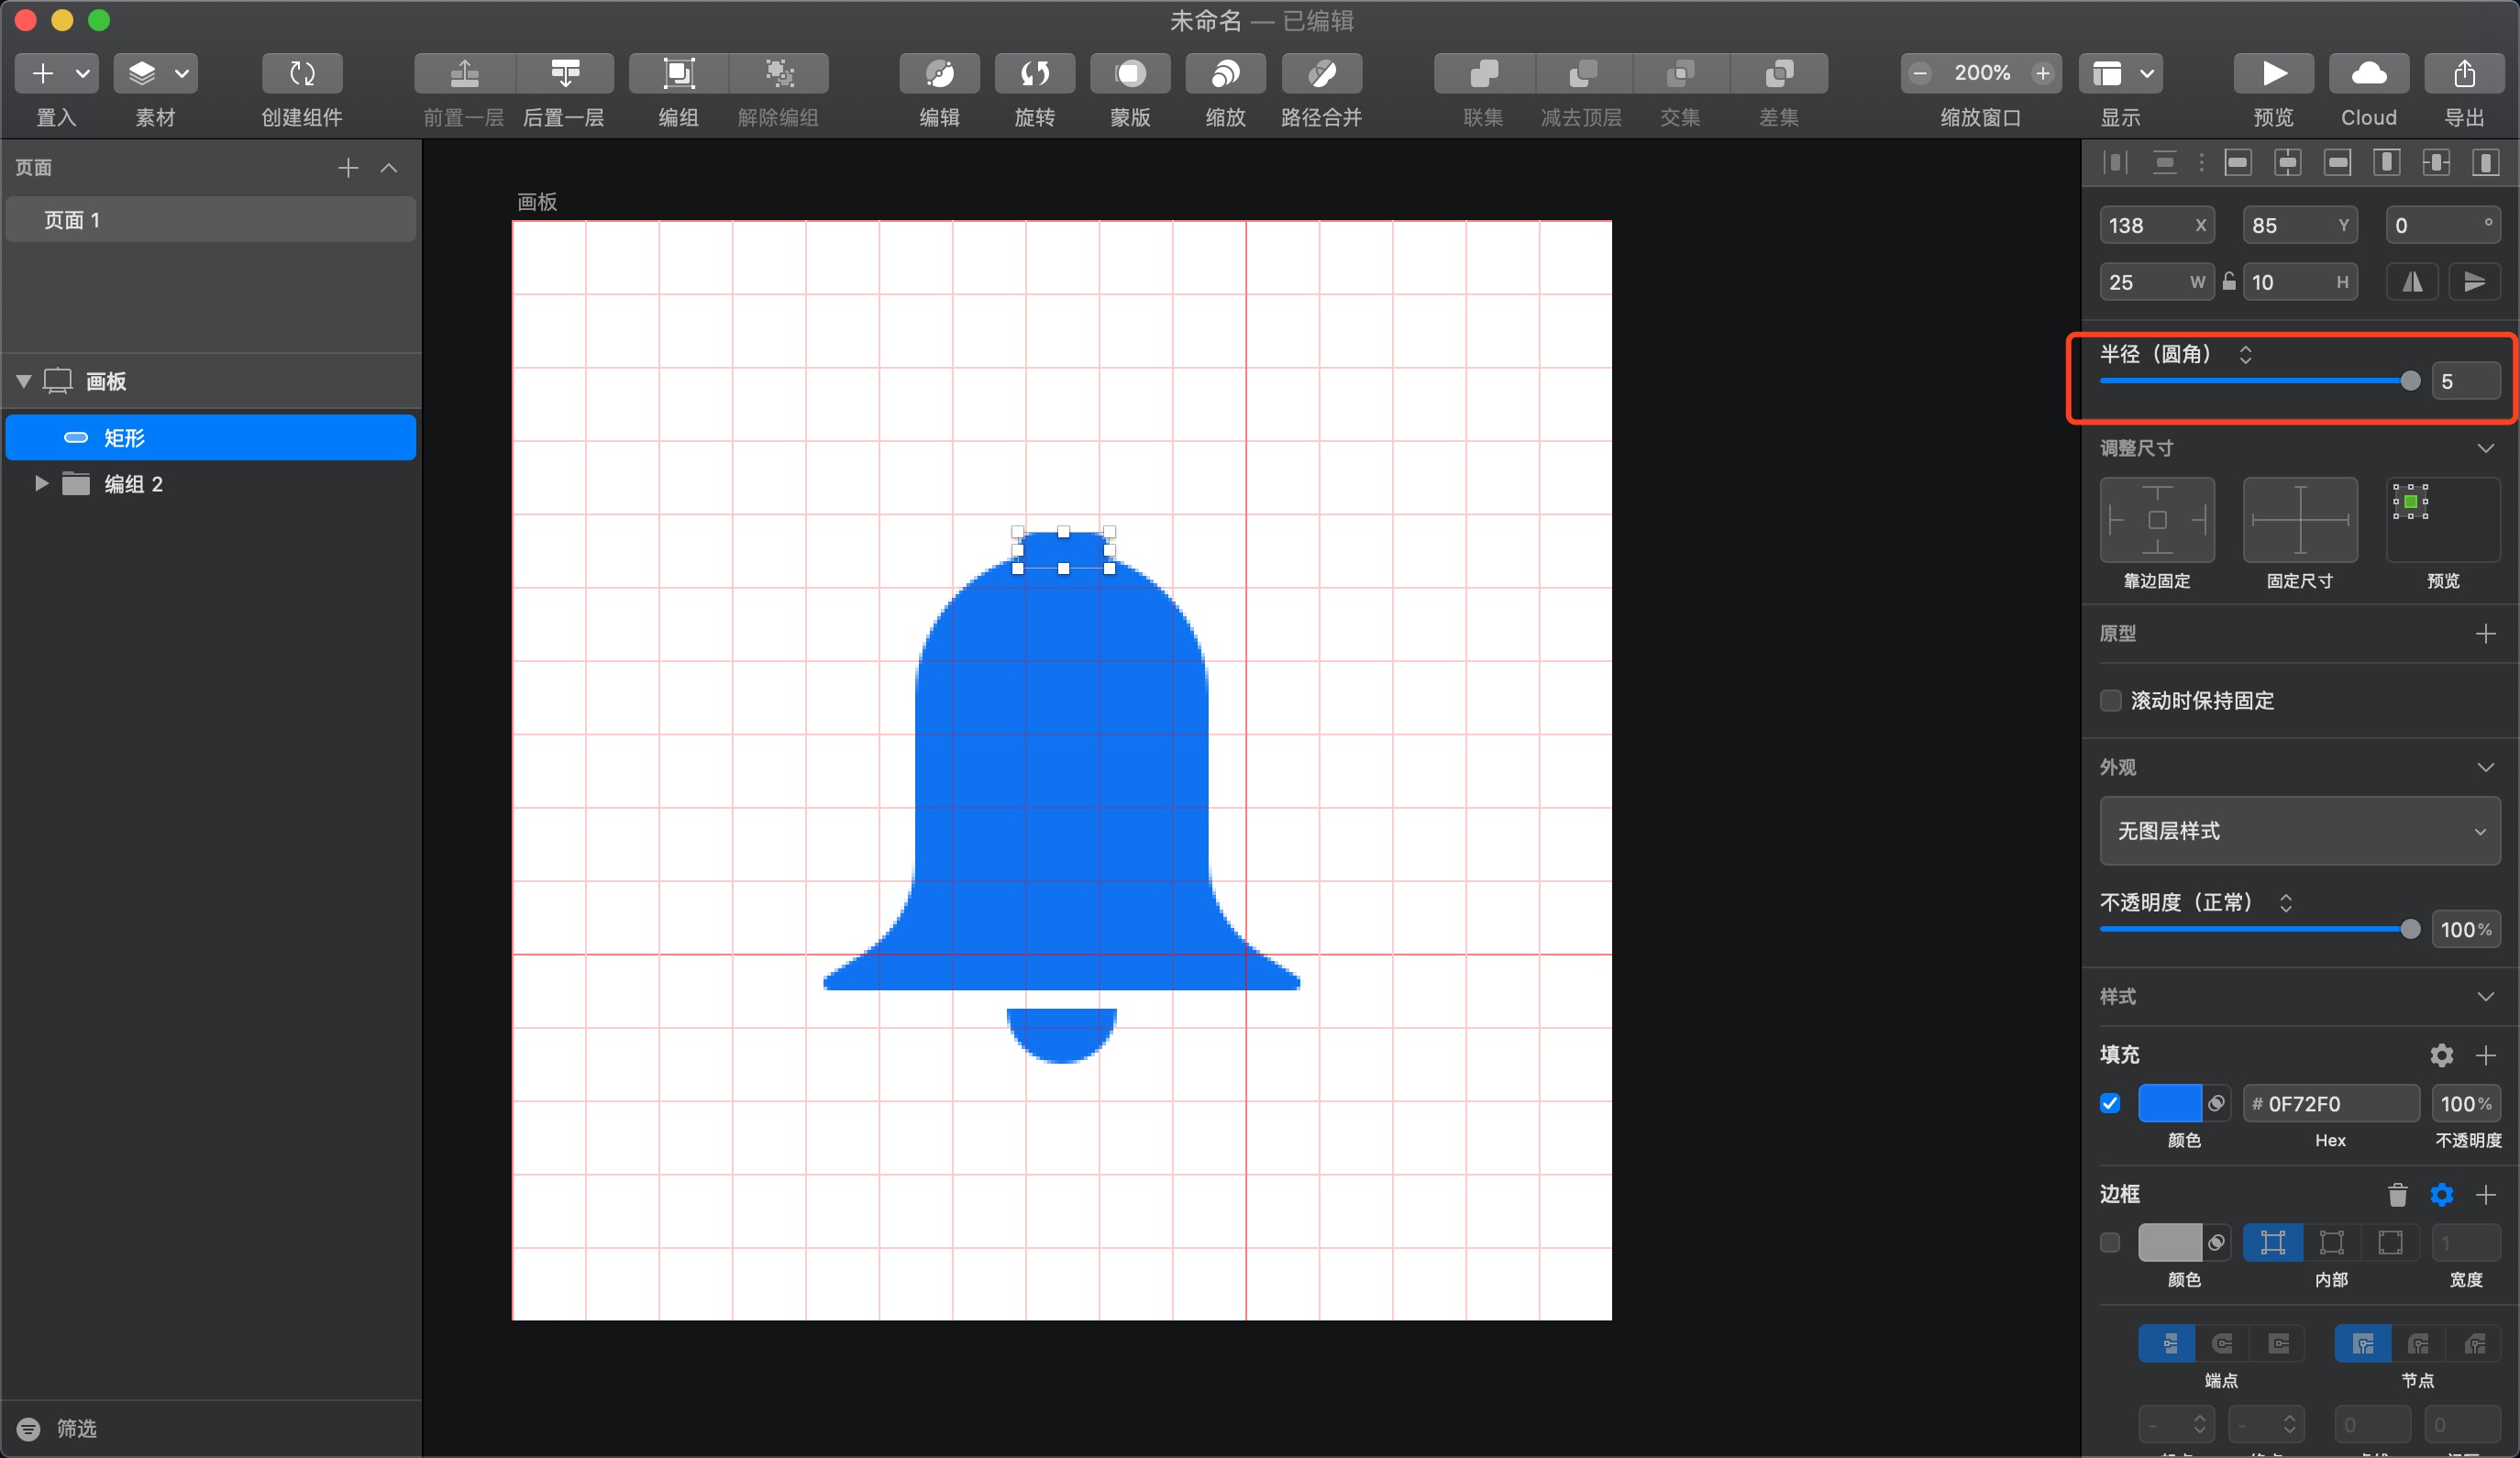 未命名 — 已编辑
200%
置入 素材 创建组件 前置一层 后置一层 编组 解除编组 编辑 旋转 蒙版 缩放 路径合并 联集 减去顶层 交集 差集 缩放窗口 显示 预览 Cloud 导出
页面
页面 1
画板
矩形
编组 2
筛选
画板
138 X 85 Y 0 °
25 W 10 H
半径（圆角）
5
调整尺寸
靠边固定 固定尺寸 预览
原型
滚动时保持固定
外观
无图层样式
不透明度（正常）
100%
样式
填充
# 0F72F0 100%
颜色 Hex 不透明度
边框
1
颜色 内部 宽度
端点 节点
- - 0 0